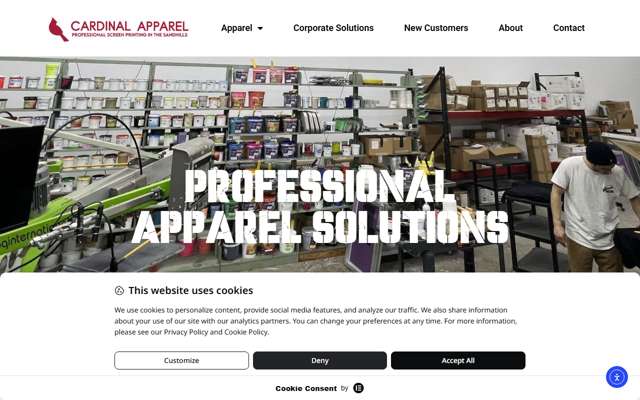 CARDINAL APPAREL
PROFESSIONAL SCREEN PRINTING IN THE SANDHILLS
Apparel
Corporate Solutions
New Customers
About
Contact
PROFESSIONAL
APPAREL SOLUTIONS
This website uses cookies
We use cookies to personalize content, provide social media features, and analyze our traffic. We also share information
about your use of our site with our analytics partners. You can change your preferences at any time. For more information,
please see our Privacy Policy and Cookie Policy.
Customize
Deny
Accept All
Cookie Consent by